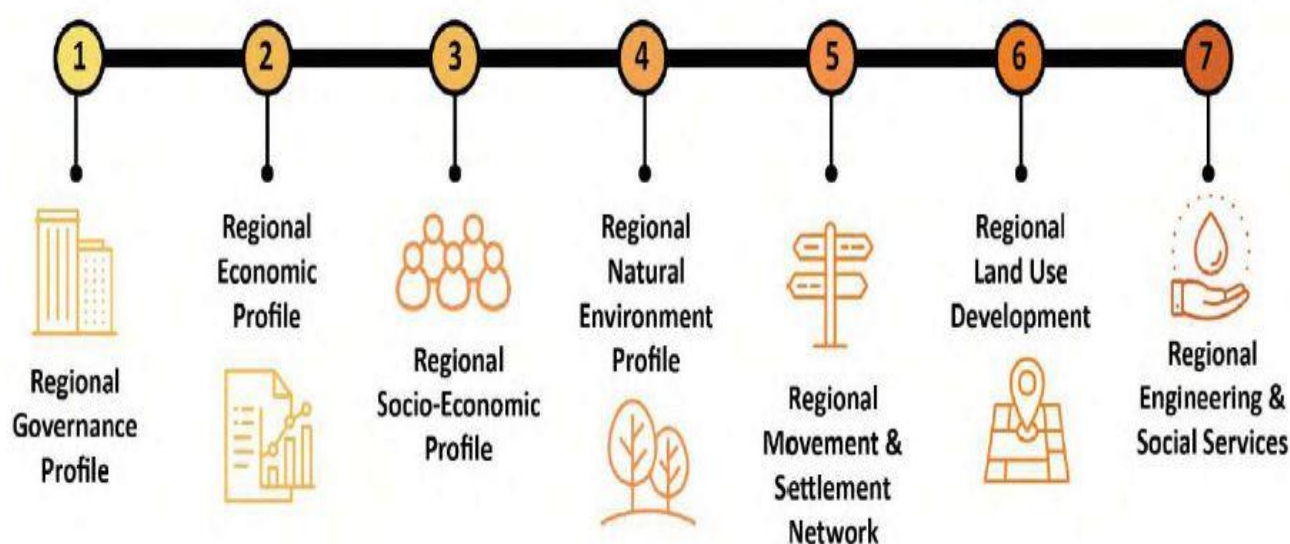 1
2
3
4
5
6
7
Regional
Governance
Profile
Regional
Economic
Profile
Regional
Socio-Economic
Profile
Regional
Natural
Environment
Profile
Regional
Movement &
Settlement
Network
Regional
Land Use
Development
Regional
Engineering &
Social Services